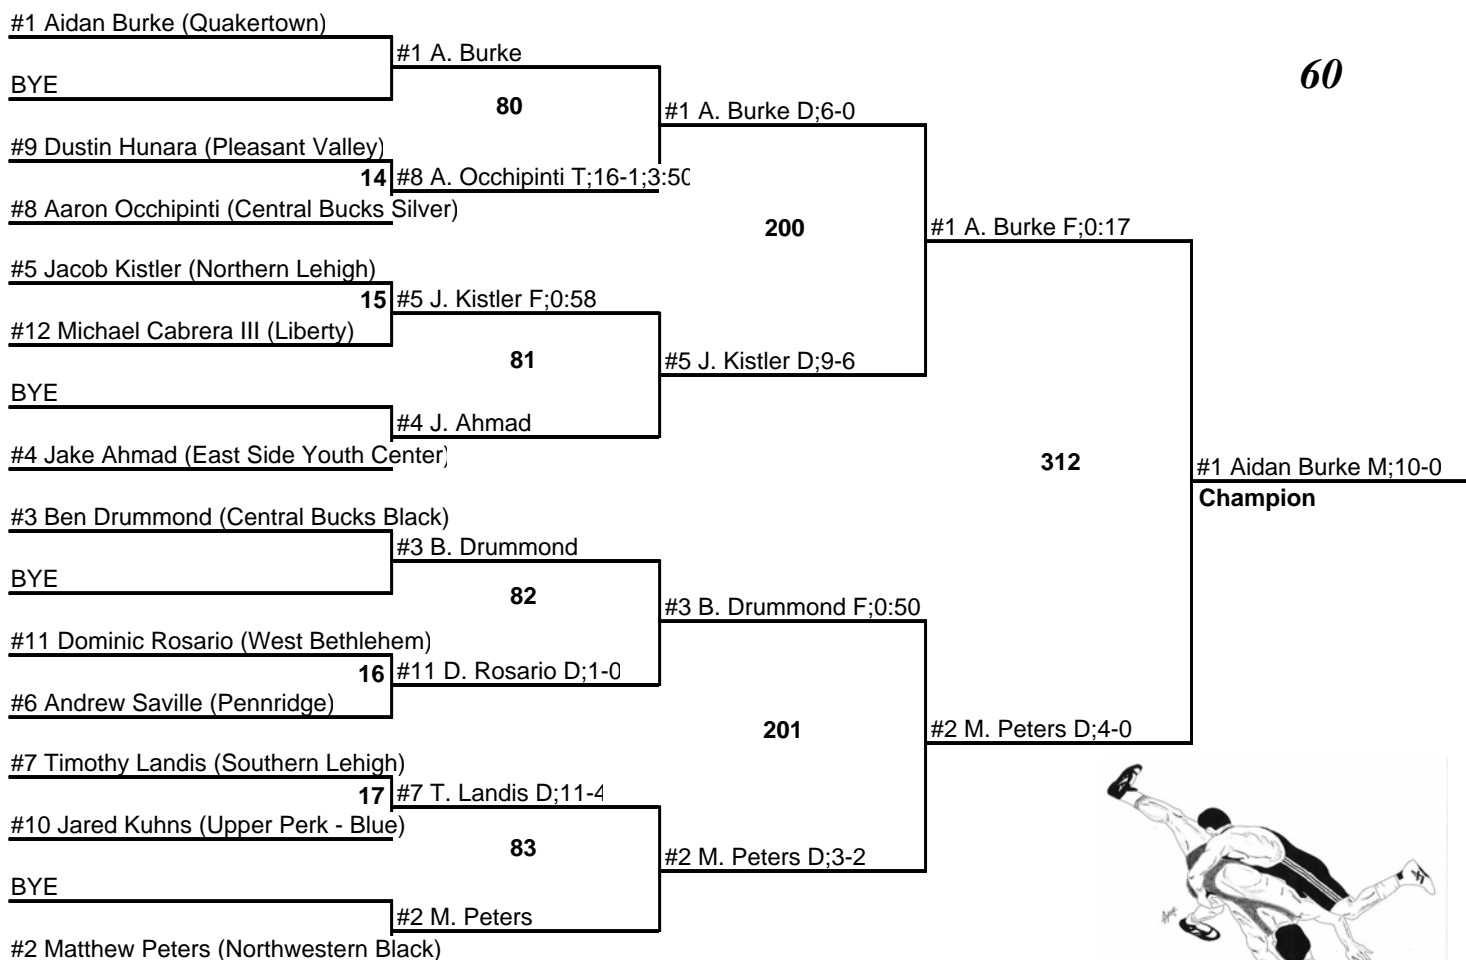 #1 Aidan Burke (Quakertown)
#1 A. Burke
60
BYE
80
#1 A. Burke D;6-0
#9 Dustin Hunara (Pleasant Valley)
14 #8 A. Occhipinti T;16-1;3:50
#8 Aaron Occhipinti (Central Bucks Silver)
200
#1 A. Burke F;0:17
#5 Jacob Kistler (Northern Lehigh)
15 #5 J. Kistler F;0:58
#12 Michael Cabrera III (Liberty)
81
#5 J. Kistler D;9-6
BYE
#4 J. Ahmad
#4 Jake Ahmad (East Side Youth Center)
312
#1 Aidan Burke M;10-0
Champion
#3 Ben Drummond (Central Bucks Black)
#3 B. Drummond
BYE
82
#3 B. Drummond F;0:50
#11 Dominic Rosario (West Bethlehem)
16 #11 D. Rosario D;1-0
#6 Andrew Saville (Pennridge)
201
#2 M. Peters D;4-0
#7 Timothy Landis (Southern Lehigh)
17 #7 T. Landis D;11-4
#10 Jared Kuhns (Upper Perk - Blue)
83
#2 M. Peters D;3-2
BYE
#2 M. Peters
#2 Matthew Peters (Northwestern Black)